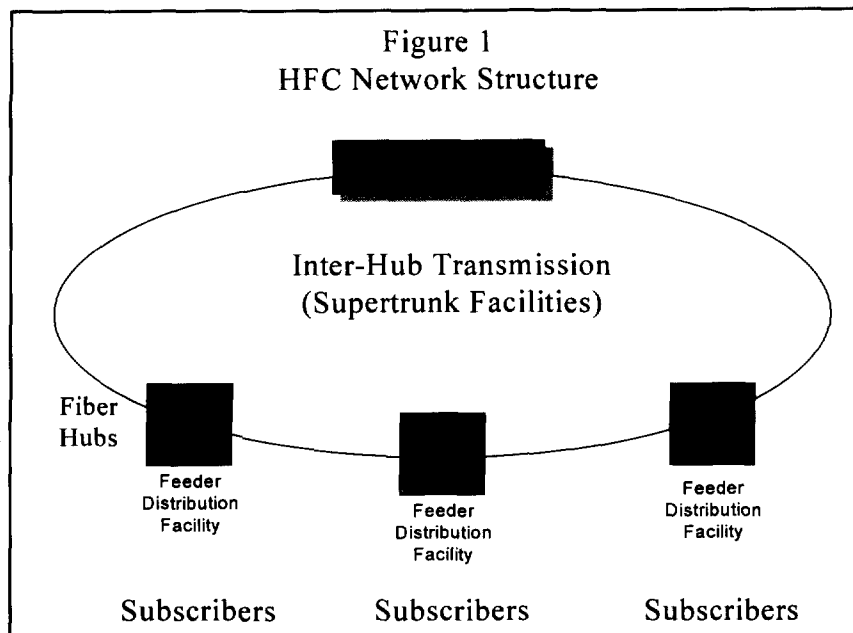 Figure 1
HFC Network Structure
Inter-Hub Transmission
(Supertrunk Facilities)
Fiber
Hubs
Feeder
Distribution
Facility
Feeder
Distribution
Facility
Feeder
Distribution
Facility
Subscribers
Subscribers
Subscribers